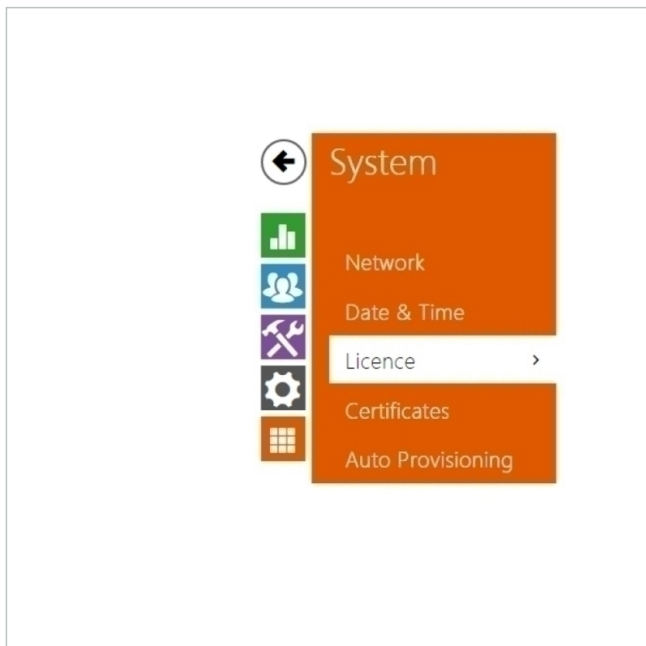 System
Network
Date & Time
Licence
Certificates
Auto Provisioning